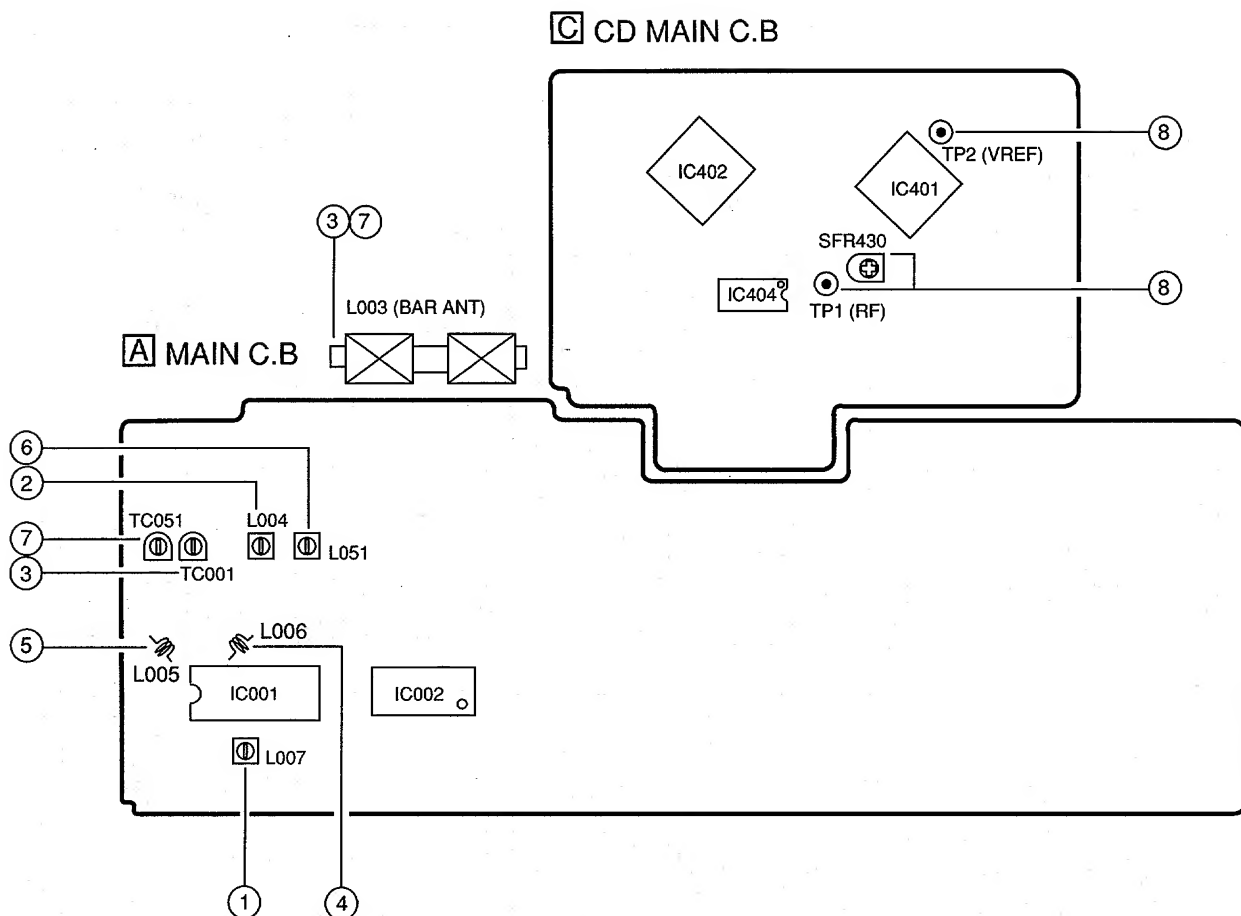 C CD MAIN C.B
8
TP2 (VREF)
IC402
IC401
3 7
SFR430
IC404
8
TP1 (RF)
L003 (BAR ANT)
A MAIN C.B
6
2
TC051
L004
7
L051
3
TC001
5
L006
L005
IC001
IC002
L007
1
4